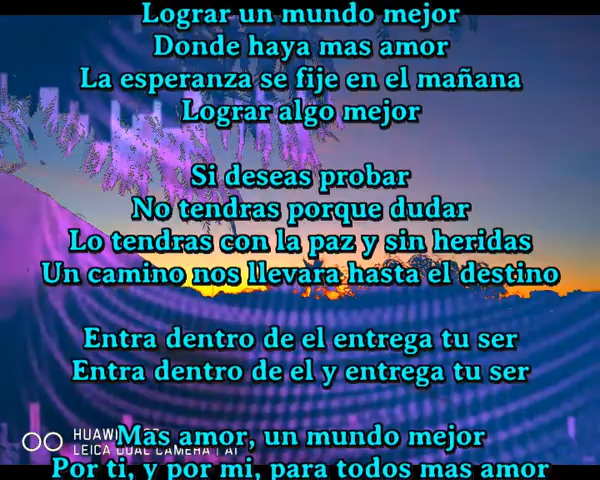 Lograr un mundo mejor
Donde haya mas amor
La esperanza se fije en el mañana
Lograr algo mejor
Si deseas probar
No tendras porque dudar
Lo tendras con la paz y sin heridas
Un camino nos llevara hasta el destino
Entra dentro de el entrega tu ser
Entra dentro de el y entrega tu ser
Mas amor, un mundo mejor
HUAWEI
LEICA DUAL CAMERA | AI
Por ti, y por mi, para todos mas amor